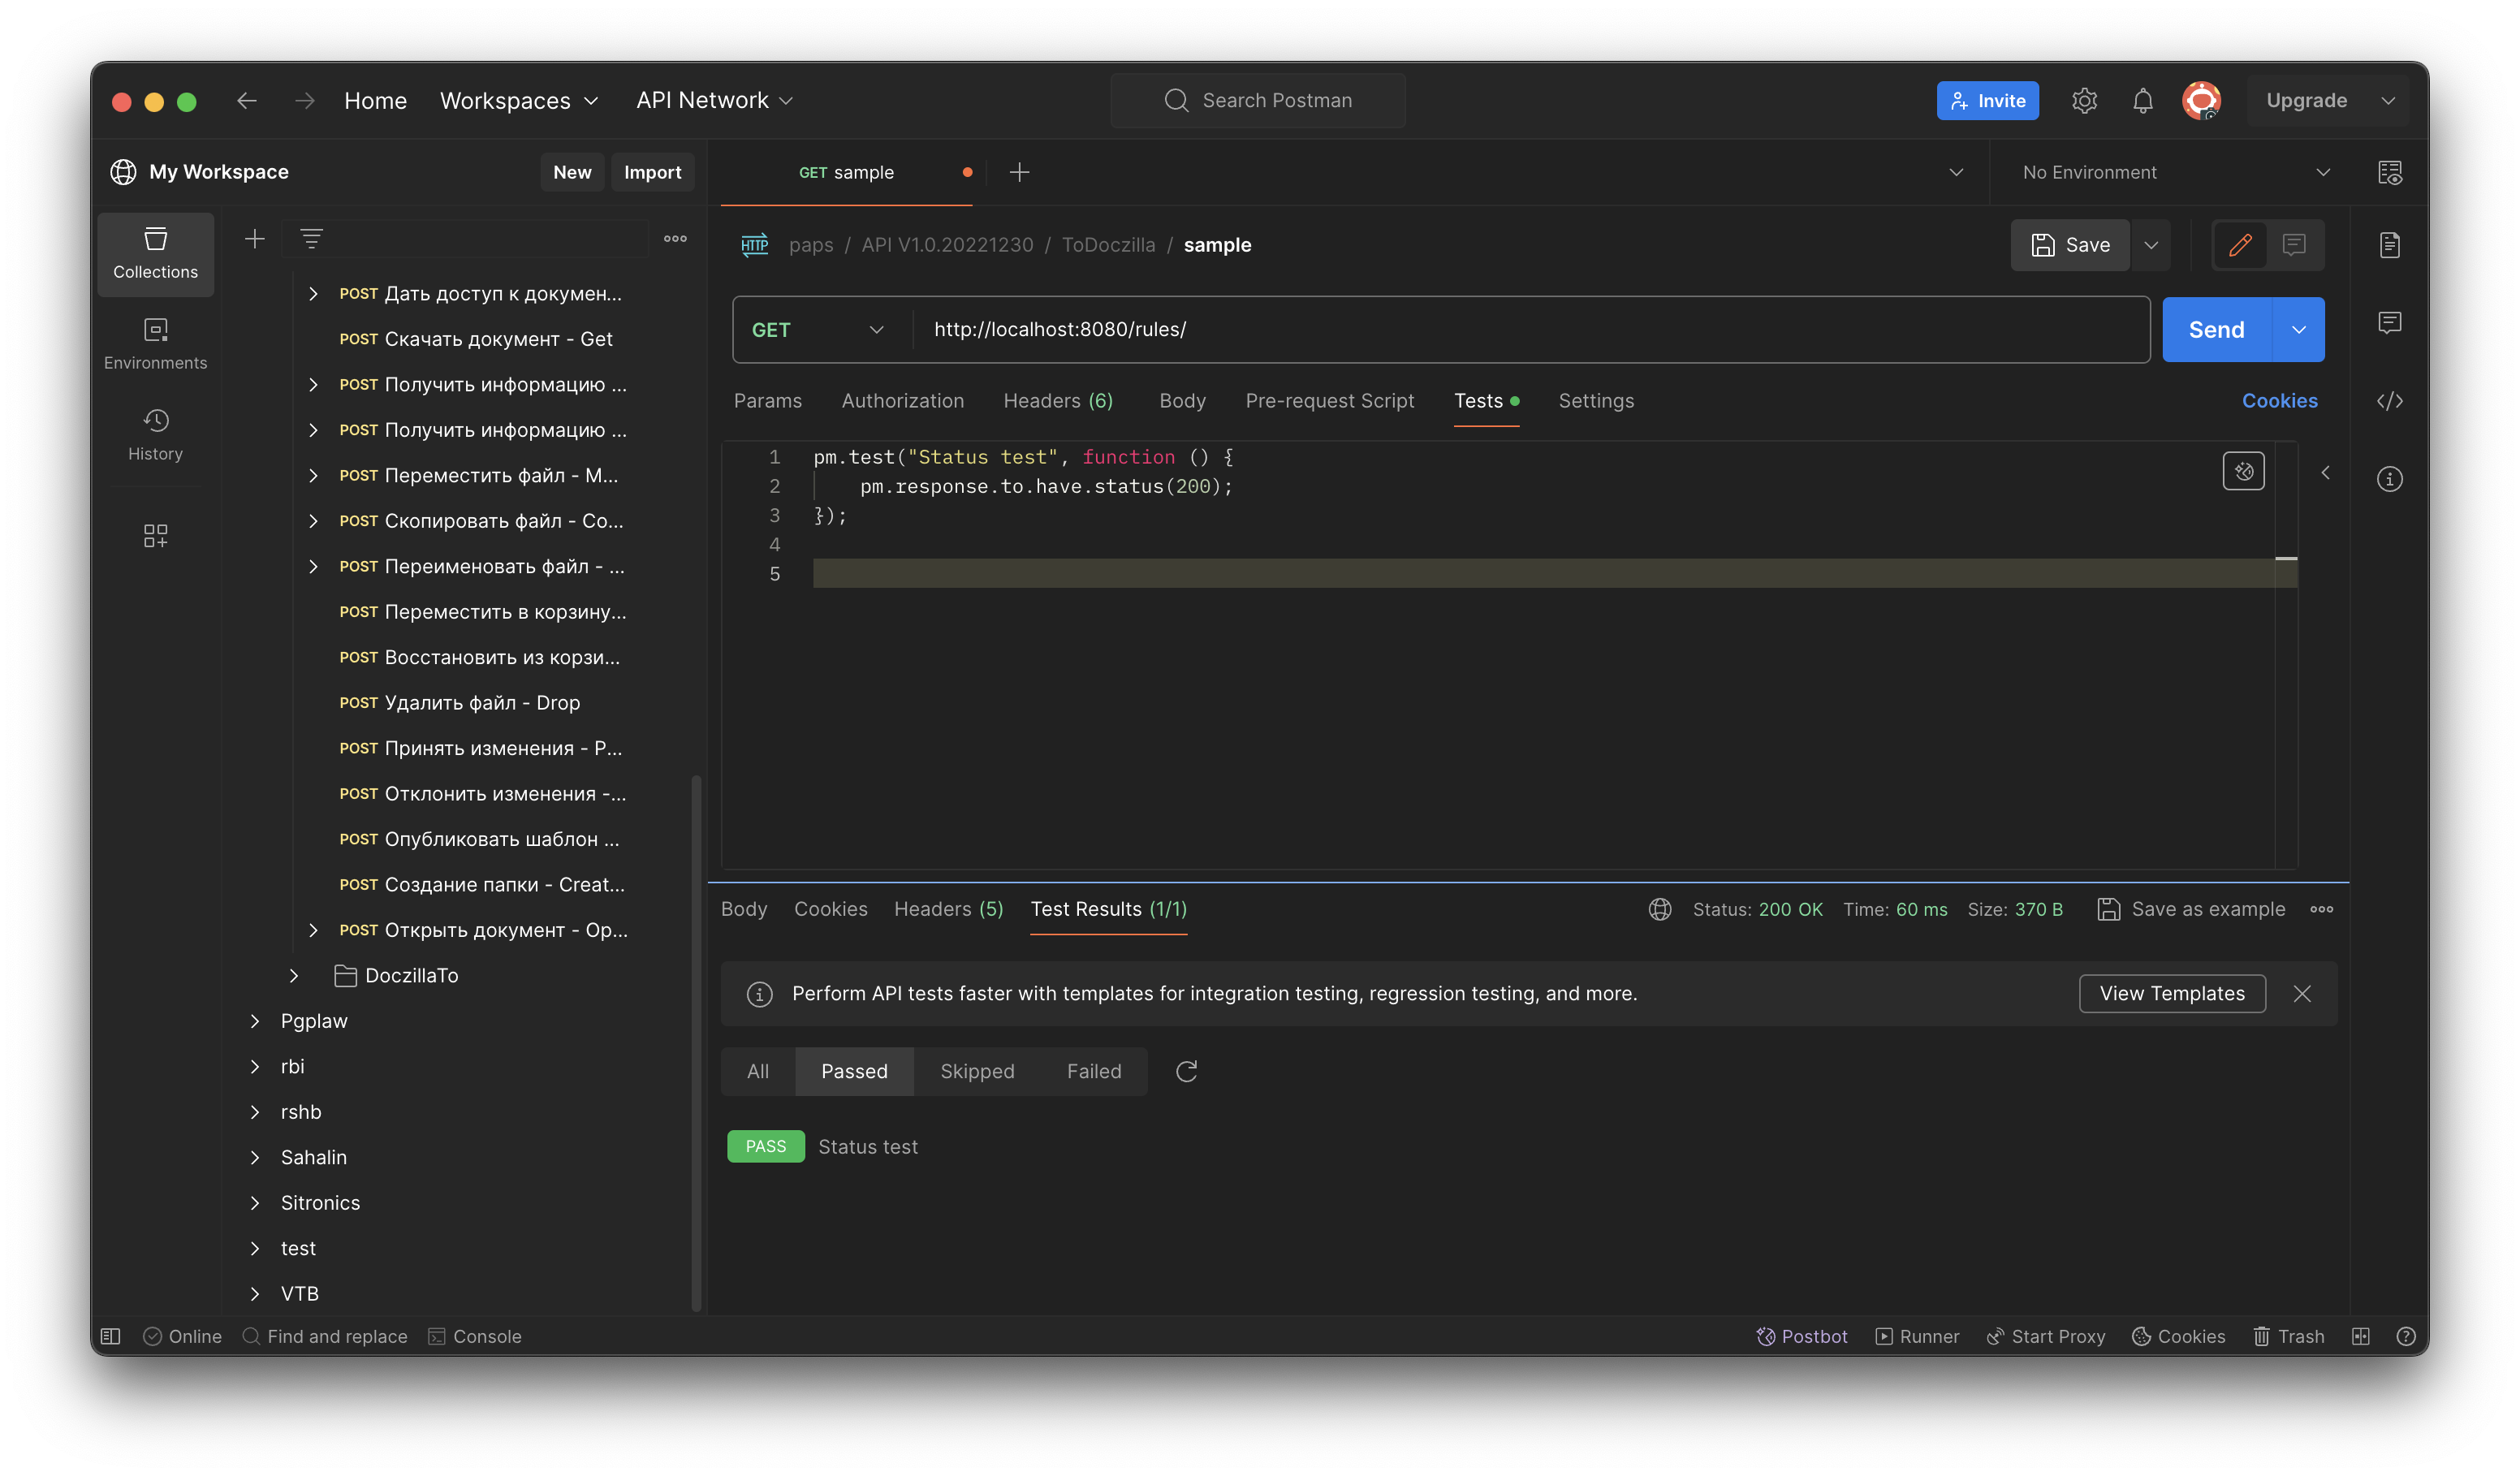 Home Workspaces API Network Search Postman Invite Upgrade
My Workspace New Import
GET sample No Environment
Collections
Environments
History
POST Дать доступ к докумен...
POST Скачать документ - Get
POST Получить информацию ...
POST Получить информацию ...
POST Переместить файл - M...
POST Скопировать файл - Co...
POST Переименовать файл - ...
POST Переместить в корзину...
POST Восстановить из корзи...
POST Удалить файл - Drop
POST Принять изменения - P...
POST Отклонить изменения -...
POST Опубликовать шаблон ...
POST Создание папки - Creat...
POST Открыть документ - Op...
DoczillaTo
Pgplaw
rbi
rshb
Sahalin
Sitronics
test
VTB
HTTP paps / API V1.0.20221230 / ToDoczilla / sample Save
GET http://localhost:8080/rules/ Send
Params Authorization Headers (6) Body Pre-request Script Tests Settings Cookies
1 pm.test("Status test", function () {
2 pm.response.to.have.status(200);
3 });
4
5
Body Cookies Headers (5) Test Results (1/1) Status: 200 OK Time: 60 ms Size: 370 B Save as example
Perform API tests faster with templates for integration testing, regression testing, and more. View Templates
All Passed Skipped Failed
PASS Status test
Online Find and replace Console Postbot Runner Start Proxy Cookies Trash